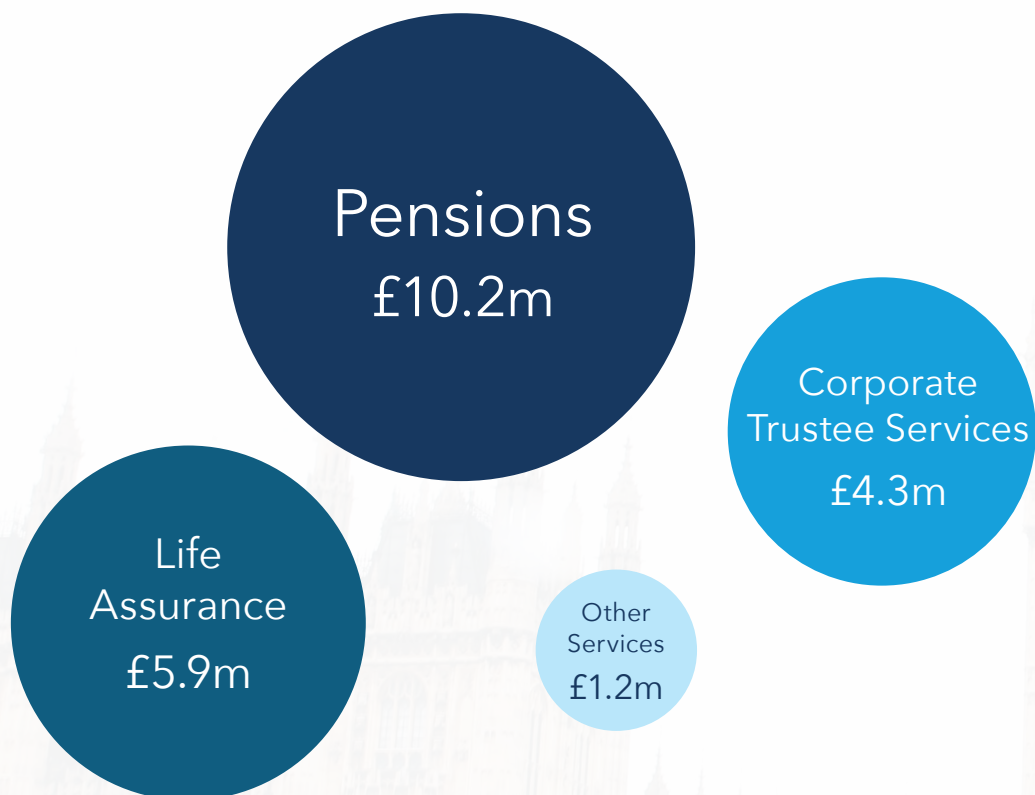 Pensions
£10.2m
Corporate
Trustee Services
£4.3m
Life
Assurance
£5.9m
Other
Services
£1.2m